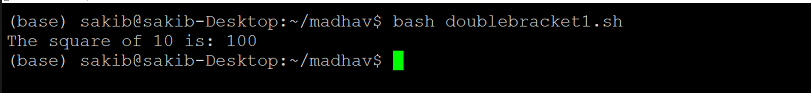 (base) sakib@sakib-Desktop:~/madhav$ bash doublebracket1.sh
The square of 10 is: 100
(base) sakib@sakib-Desktop:~/madhav$